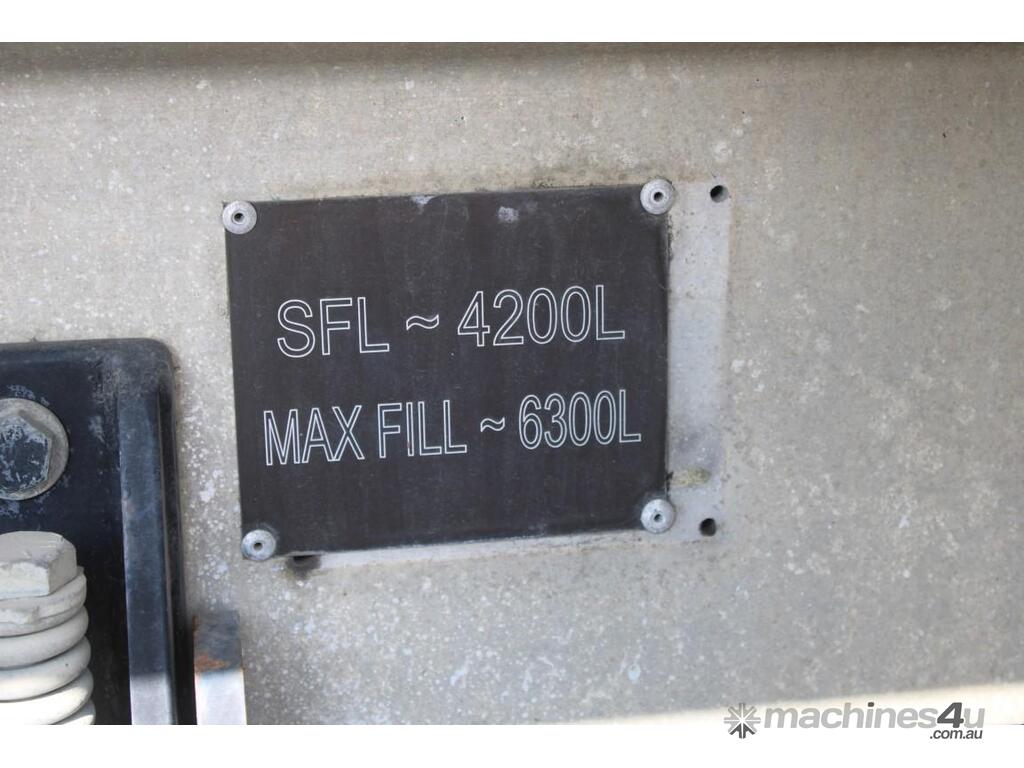 SFL ~ 4200L
MAX FILL ~ 6300L
machines4u
.com.au